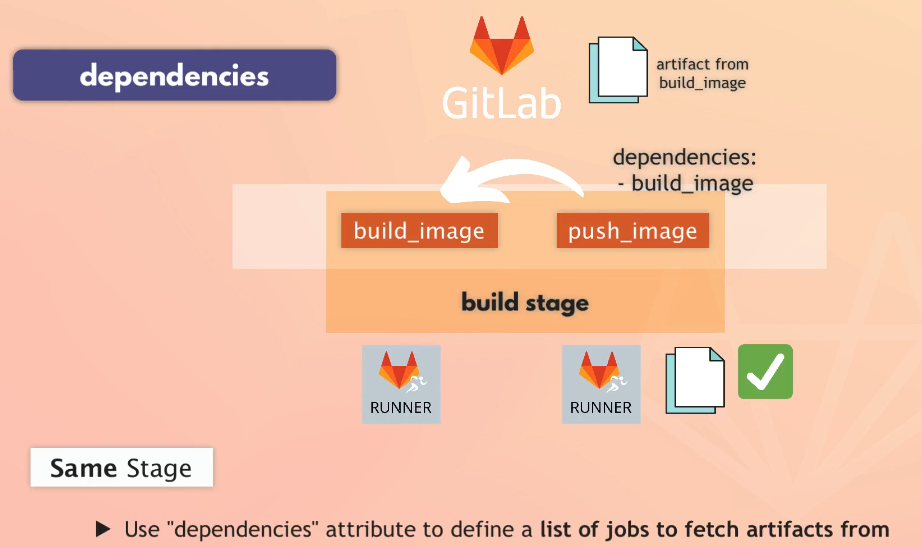 dependencies
GitLab
artifact from
build_image
dependencies:
- build_image
build_image
push_image
build stage
RUNNER
RUNNER
Same Stage
► Use "dependencies" attribute to define a list of jobs to fetch artifacts from